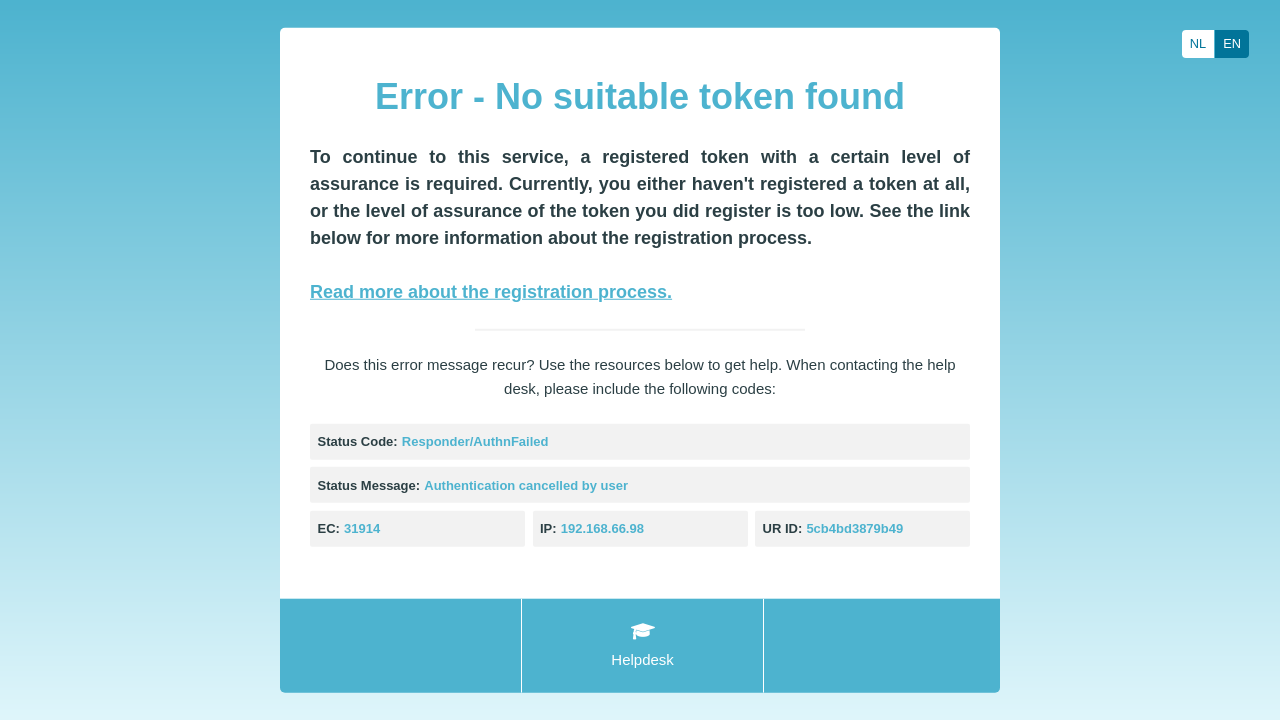 NL EN
Error - No suitable token found
To continue to this service, a registered token with a certain level of
assurance is required. Currently, you either haven't registered a token at all,
or the level of assurance of the token you did register is too low. See the link
below for more information about the registration process.
Read more about the registration process.
Does this error message recur? Use the resources below to get help. When contacting the help
desk, please include the following codes:
Status Code: Responder/AuthnFailed
Status Message: Authentication cancelled by user
EC: 31914 IP: 192.168.66.98 UR ID: 5cb4bd3879b49
Helpdesk